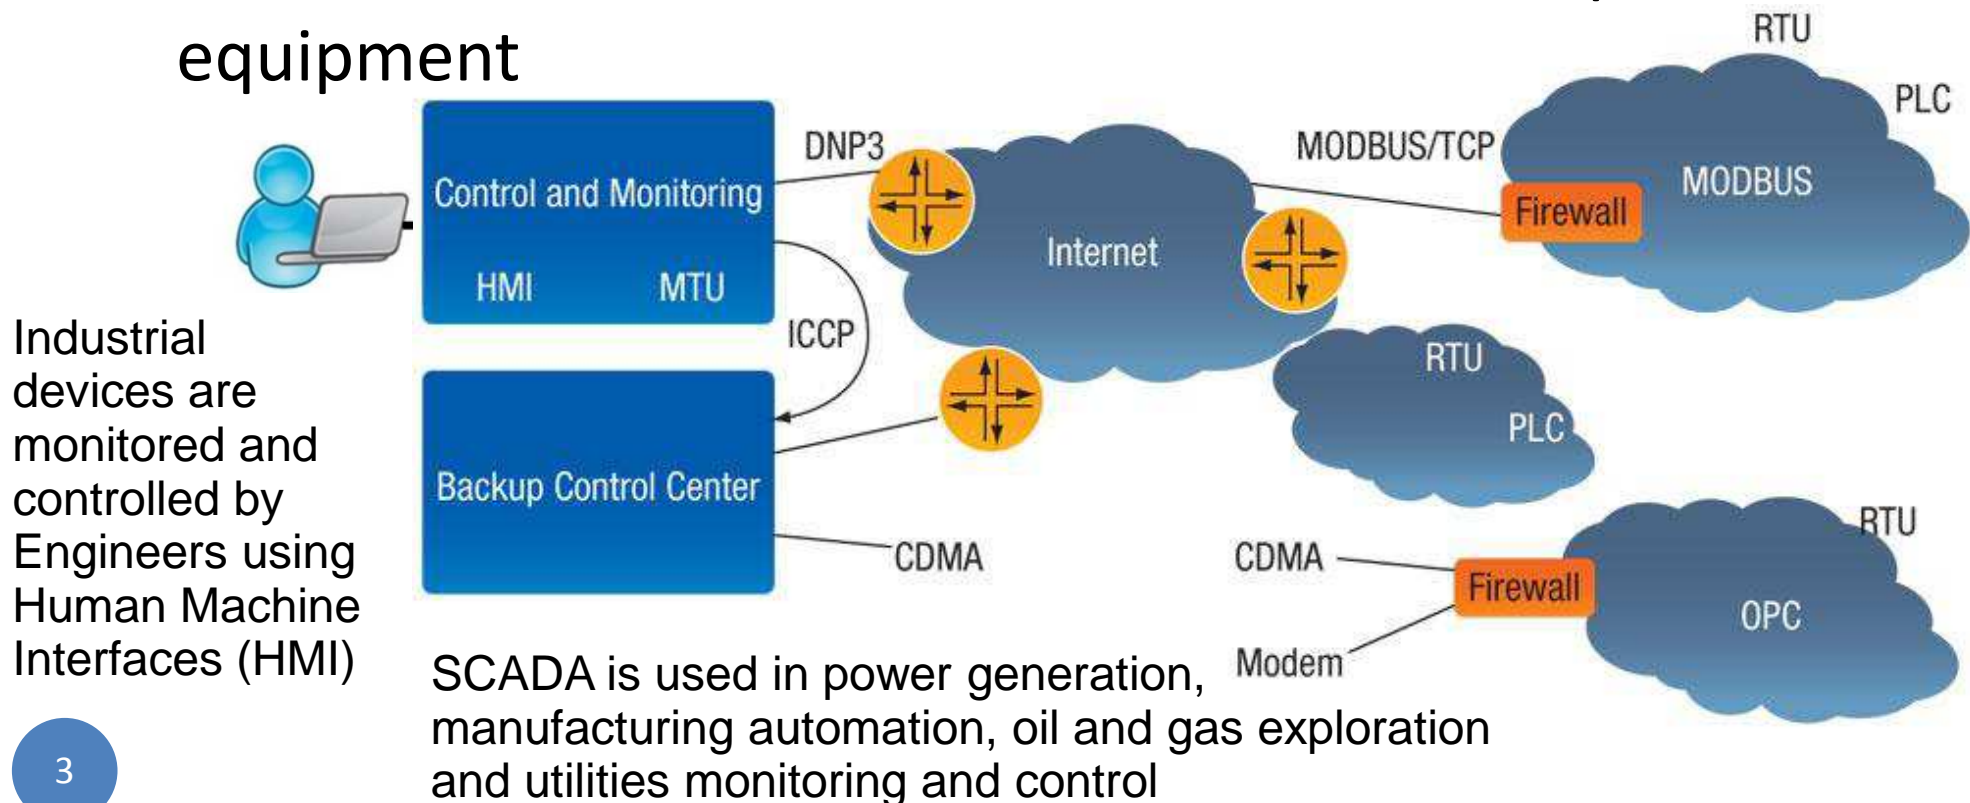 equipment
RTU
PLC
DNP3
MODBUS/TCP
Control and Monitoring
MODBUS
Firewall
Internet
HMI MTU
ICCP
RTU
PLC
Industrial
devices are
monitored and
controlled by
Engineers using
Human Machine
Interfaces (HMI)
Backup Control Center
CDMA
CDMA
RTU
Firewall
OPC
Modem
SCADA is used in power generation,
manufacturing automation, oil and gas exploration
and utilities monitoring and control
3